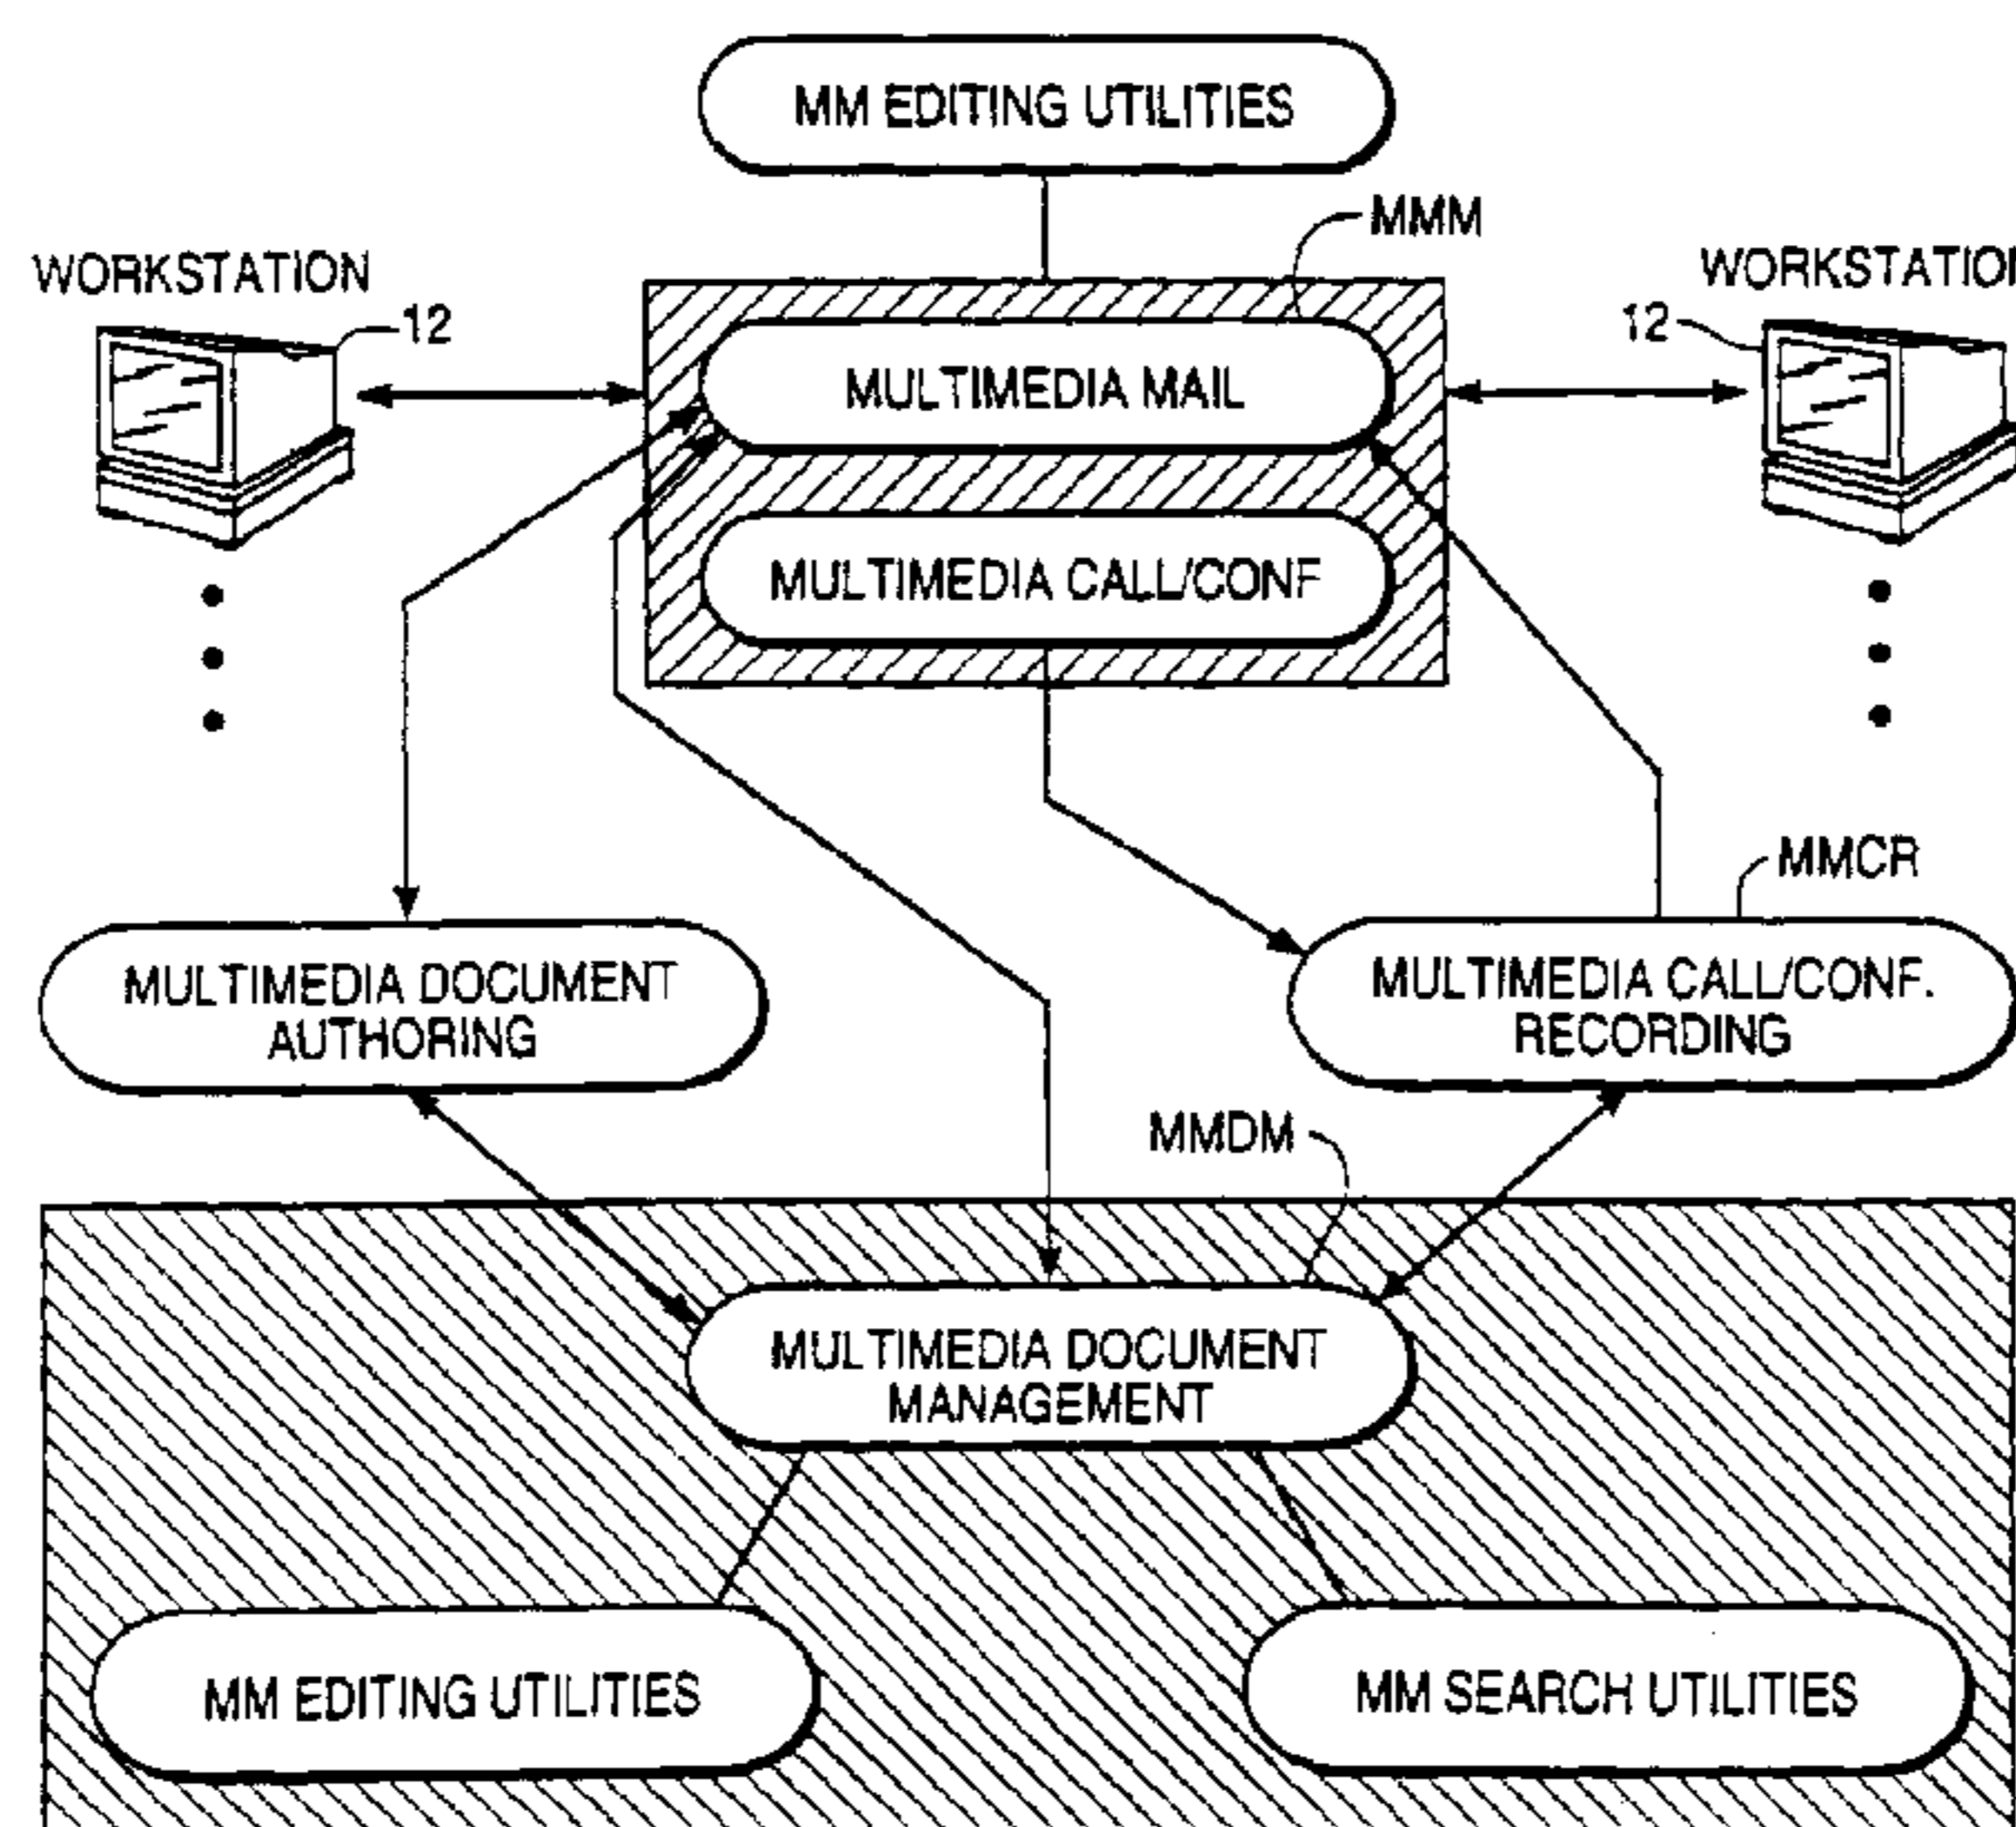 MM EDITING UTILITIES
MMM
WORKSTATION
WORKSTATION
12
12
MULTIMEDIA MAIL
MULTIMEDIA CALL/CONF
MMCR
MULTIMEDIA DOCUMENT
AUTHORING
MULTIMEDIA CALL/CONF.
RECORDING
MMDM
MULTIMEDIA DOCUMENT
MANAGEMENT
MM EDITING UTILITIES
MM SEARCH UTILITIES